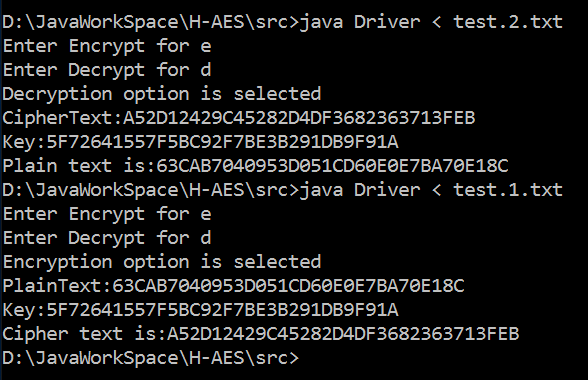 D:\JavaWorkSpace\H-AES\src>java Driver < test.2.txt
Enter Encrypt for e
Enter Decrypt for d
Decryption option is selected
CipherText:A52D12429C45282D4DF3682363713FEB
Key:5F72641557F5BC92F7BE3B291DB9F91A
Plain text is:63CAB7040953D051CD60E0E7BA70E18C
D:\JavaWorkSpace\H-AES\src>java Driver < test.1.txt
Enter Encrypt for e
Enter Decrypt for d
Encryption option is selected
PlainText:63CAB7040953D051CD60E0E7BA70E18C
Key:5F72641557F5BC92F7BE3B291DB9F91A
Cipher text is:A52D12429C45282D4DF3682363713FEB
D:\JavaWorkSpace\H-AES\src>